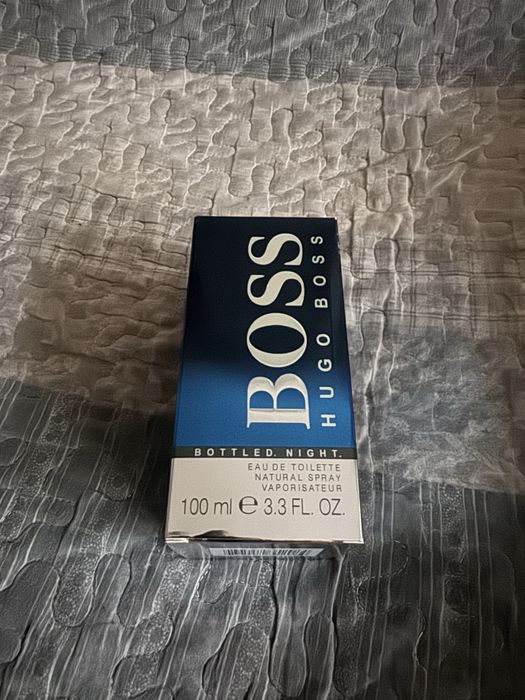 BOSS
HUGO BOSS
BOTTLED. NIGHT.
EAU DE TOILETTE
NATURAL SPRAY
VAPORISATEUR
100 ml ℮ 3.3 FL. OZ.